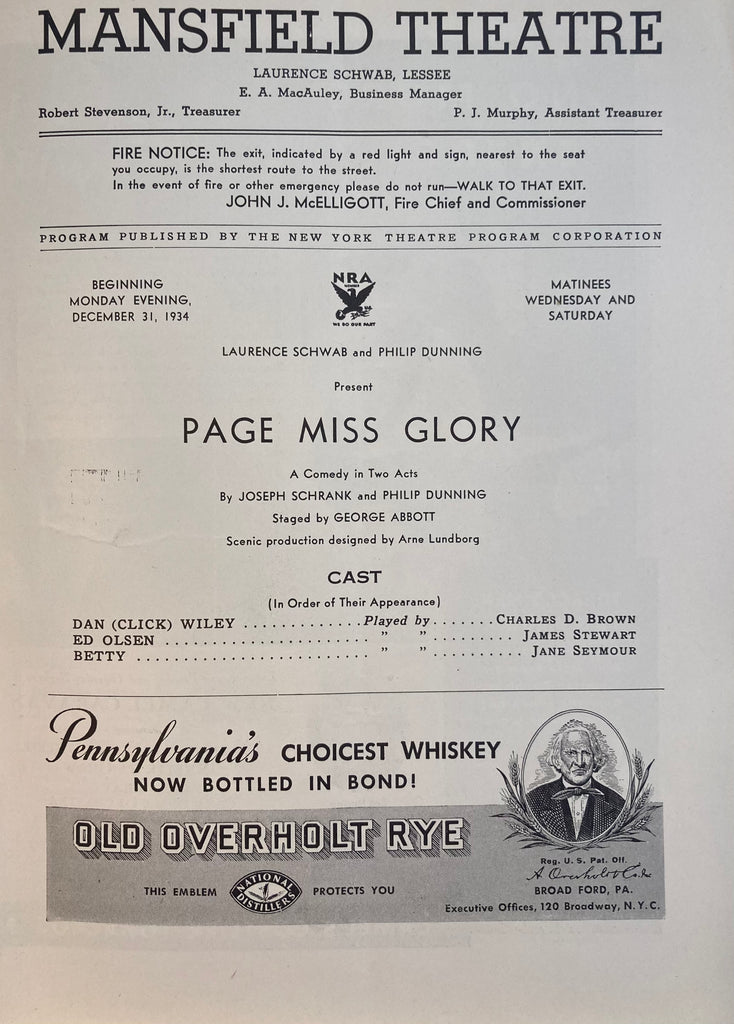 MANSFIELD THEATRE
LAURENCE SCHWAB, LESSEE
E. A. MacAuley, Business Manager
Robert Stevenson, Jr., Treasurer P. J. Murphy, Assistant Treasurer
FIRE NOTICE: The exit, indicated by a red light and sign, nearest to the seat
you occupy, is the shortest route to the street.
In the event of fire or other emergency please do not run—WALK TO THAT EXIT.
JOHN J. McELLIGOTT, Fire Chief and Commissioner
PROGRAM PUBLISHED BY THE NEW YORK THEATRE PROGRAM CORPORATION
BEGINNING
MONDAY EVENING,
DECEMBER 31, 1934
NRA
MEMBER
U.S.
WE DO OUR PART
MATINEES
WEDNESDAY AND
SATURDAY
LAURENCE SCHWAB and PHILIP DUNNING
Present
PAGE MISS GLORY
A Comedy in Two Acts
By JOSEPH SCHRANK and PHILIP DUNNING
Staged by GEORGE ABBOTT
Scenic production designed by Arne Lundborg
CAST
(In Order of Their Appearance)
DAN (CLICK) WILEY . . . . . . . . . . . . . Played by . . . . . . . CHARLES D. BROWN
ED OLSEN . . . . . . . . . . . . . . . . . . . . . . ” ” . . . . . . . . . JAMES STEWART
BETTY . . . . . . . . . . . . . . . . . . . . . . . . . ” ” . . . . . . . . . . JANE SEYMOUR
Pennsylvania's CHOICEST WHISKEY
NOW BOTTLED IN BOND!
OLD OVERHOLT RYE
THIS EMBLEM NATIONAL DISTILLERS PROTECTS YOU
Reg. U. S. Pat. Off.
A. Overholt & Co. Inc
BROAD FORD, PA.
Executive Offices, 120 Broadway, N. Y. C.